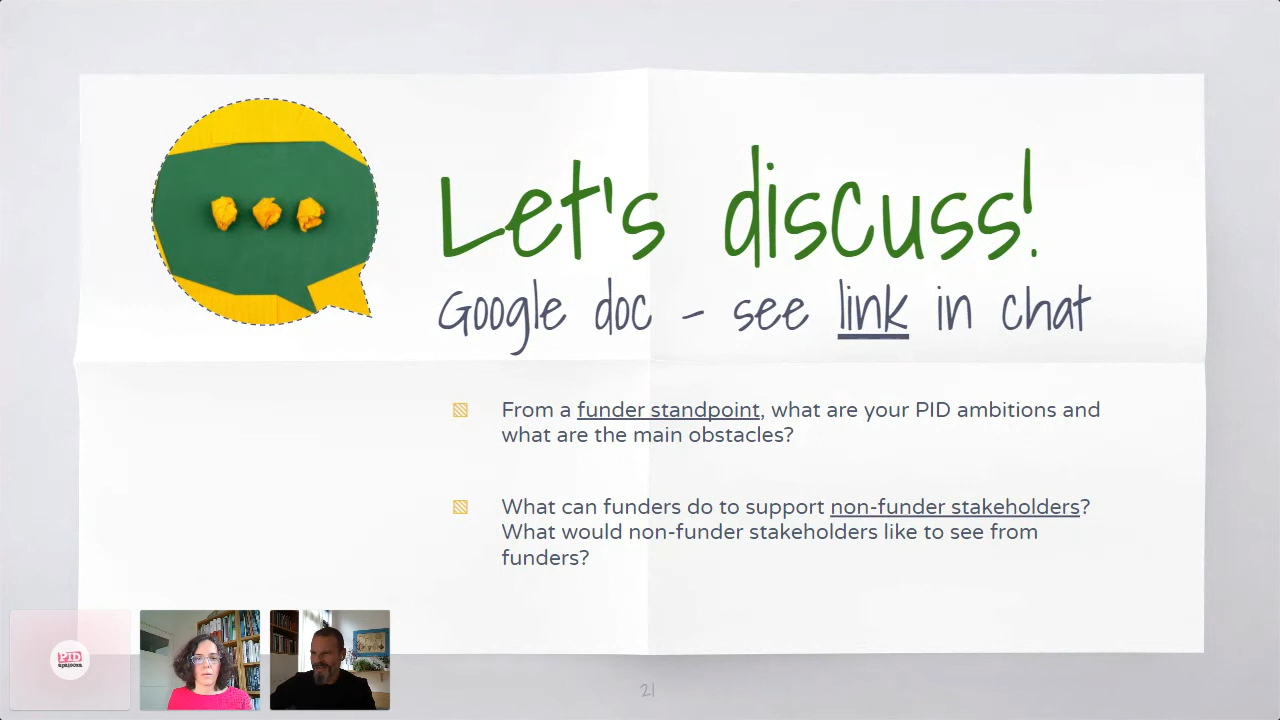 Let's discuss!
Google doc - see link in chat
From a funder standpoint, what are your PID ambitions and
what are the main obstacles?
What can funders do to support non-funder stakeholders?
What would non-funder stakeholders like to see from
funders?
PID
apalooza
21